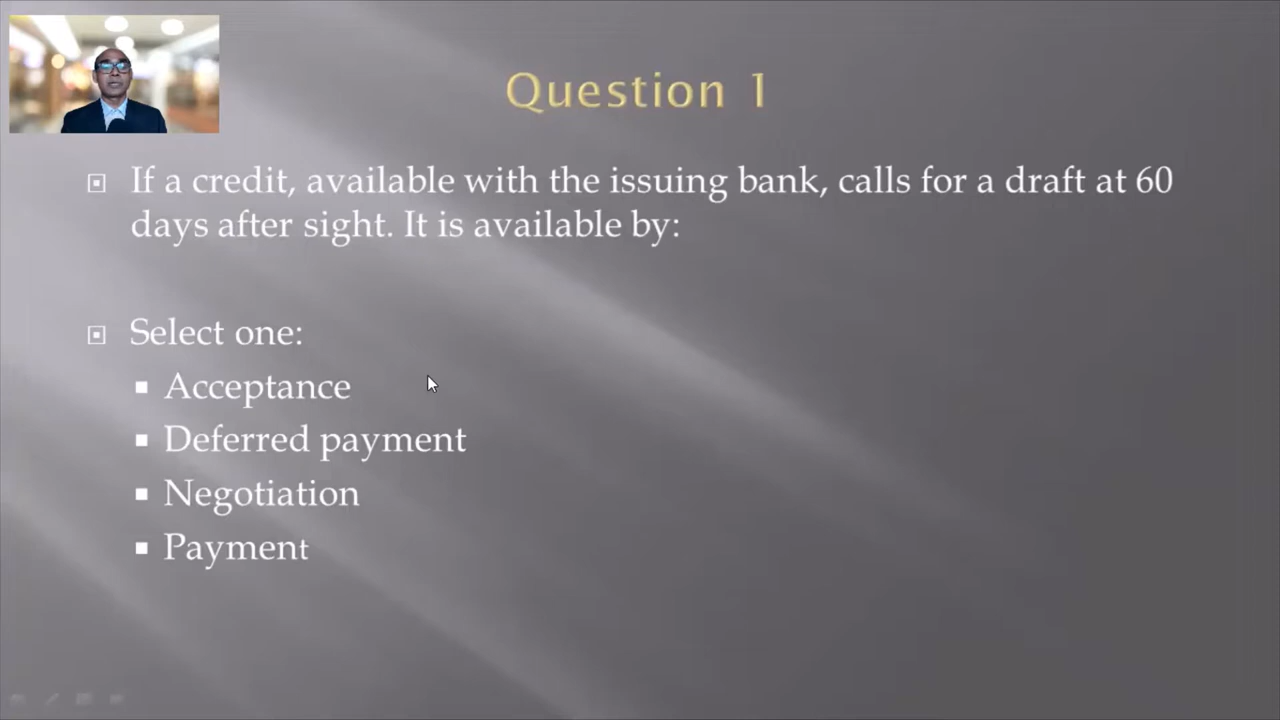 Question 1
If a credit, available with the issuing bank, calls for a draft at 60
days after sight. It is available by:
Select one:
Acceptance
Deferred payment
Negotiation
Payment